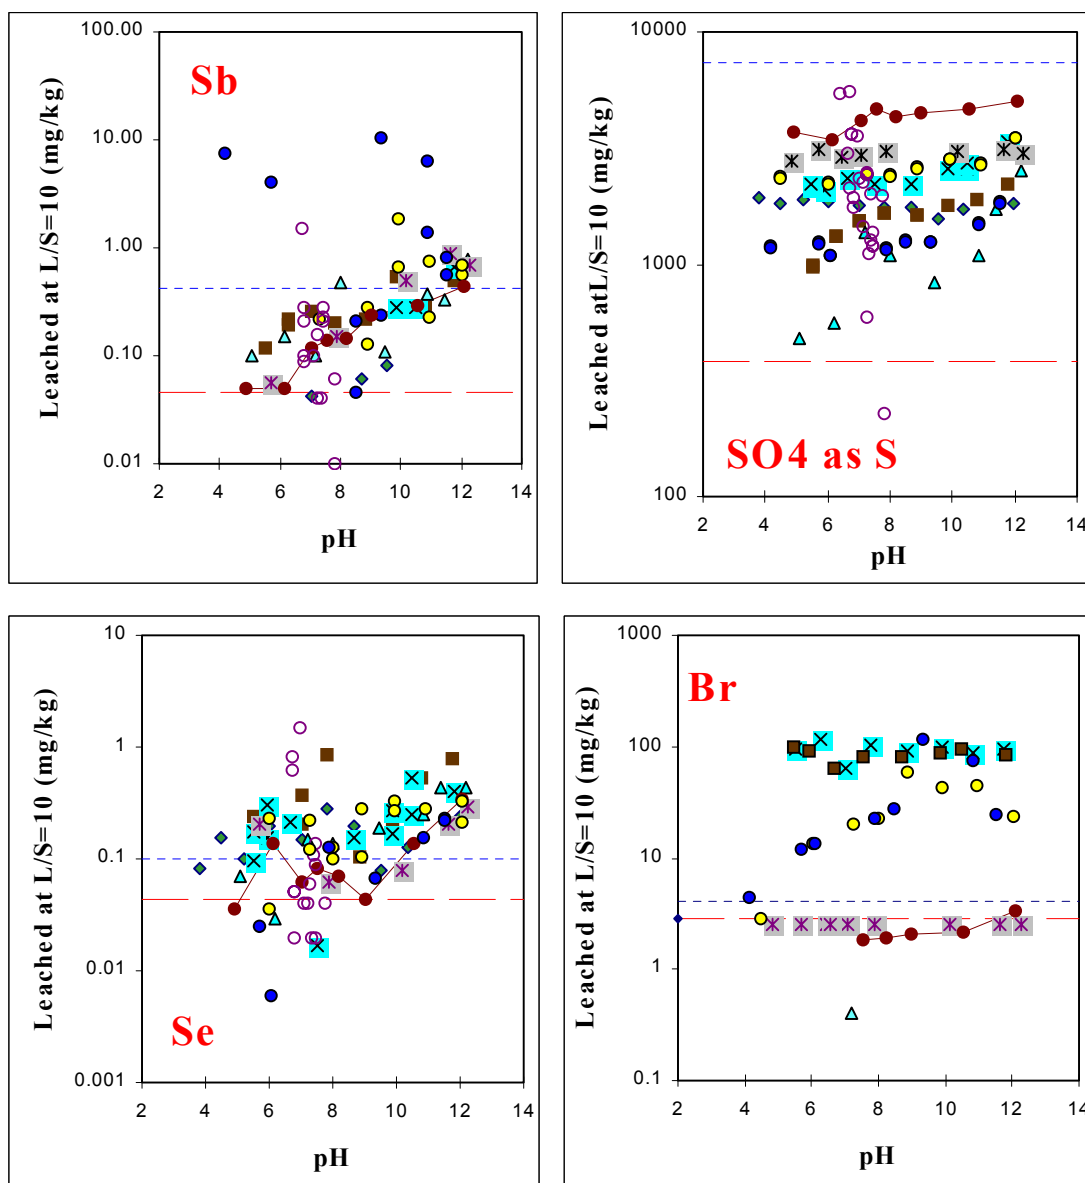 100.00
10.00
1.00
0.10
0.01
2 4 6 8 10 12 14
Leached at L/S=10 (mg/kg)
Sb
pH
10000
1000
100
2 4 6 8 10 12 14
Leached atL/S=10 (mg/kg)
SO4 as S
pH
10
1
0.1
0.01
0.001
2 4 6 8 10 12 14
Leached at L/S=10 (mg/kg)
Se
pH
1000
100
10
1
0.1
2 4 6 8 10 12 14
Leached at L/S=10 (mg/kg)
Br
pH